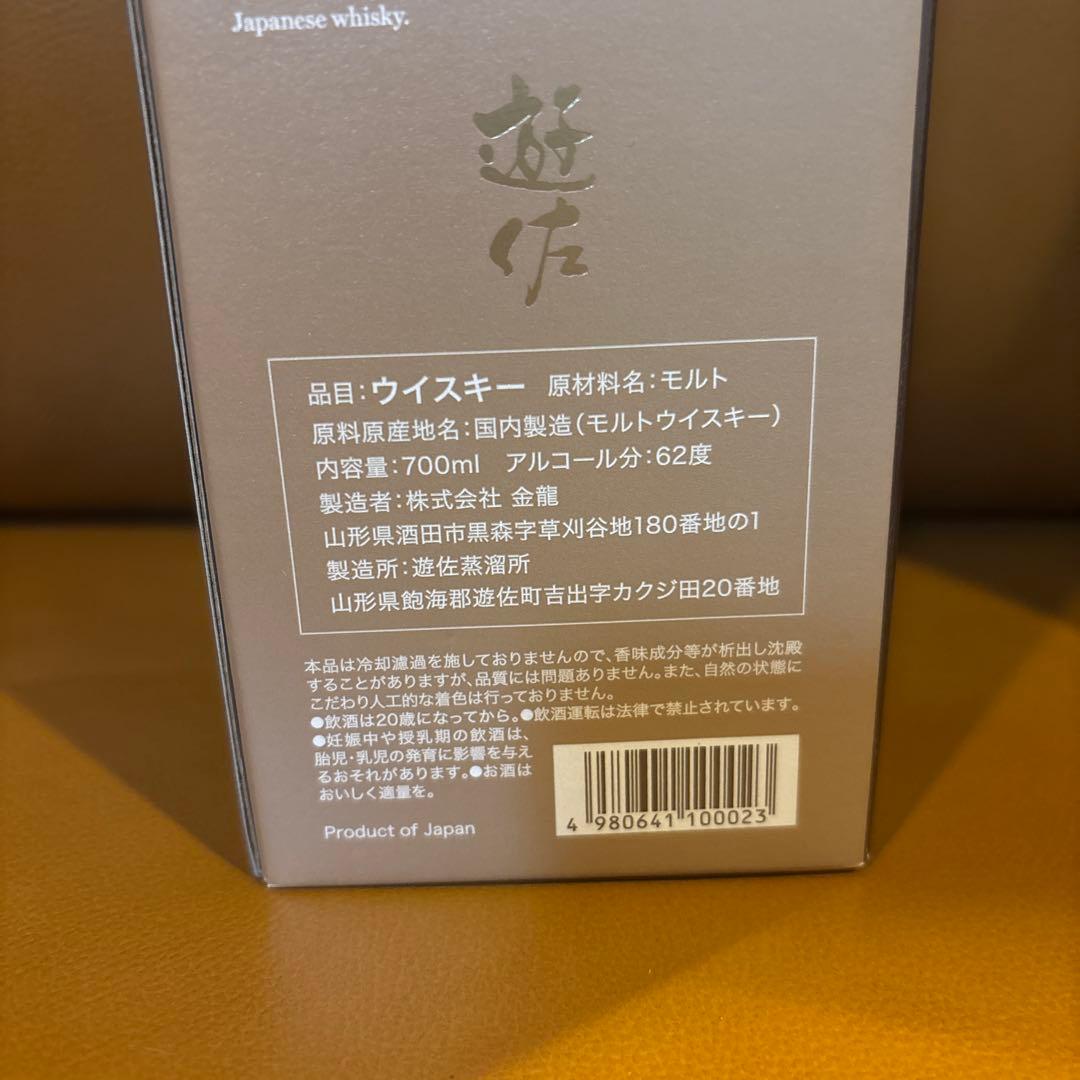 Japanese whisky.
遊佐
品目：ウイスキー　原材料名：モルト
原料原産地名：国内製造（モルトウイスキー）
内容量：700ml　アルコール分：62度
製造者：株式会社 金龍
山形県酒田市黒森字草刈谷地180番地の1
製造所：遊佐蒸溜所
山形県飽海郡遊佐町吉出字カクジ田20番地
本品は冷却濾過を施しておりませんので、香味成分等が析出し沈殿
することがありますが、品質には問題ありません。また、自然の状態に
こだわり人工的な着色は行っておりません。
●飲酒は20歳になってから。●飲酒運転は法律で禁止されています。
●妊娠中や授乳期の飲酒は、
胎児・乳児の発育に影響を与え
るおそれがあります。●お酒は
おいしく適量を。
Product of Japan
4 980641 100023